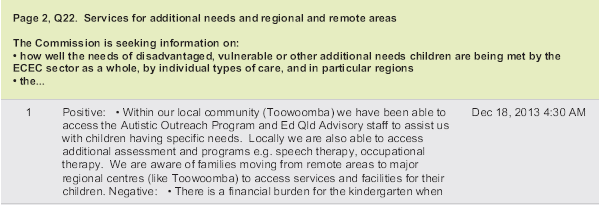 Page 2, Q22.  Services for additional needs and regional and remote areas
The Commission is seeking information on:
• how well the needs of disadvantaged, vulnerable or other additional needs children are being met by the
ECEC sector as a whole, by individual types of care, and in particular regions
• the...
1 Positive:   • Within our local community (Toowoomba) we have been able to Dec 18, 2013 4:30 AM
access the Autistic Outreach Program and Ed Qld Advisory staff to assist us
with children having specific needs.  Locally we are also able to access
additional assessment and programs e.g. speech therapy, occupational
therapy.  We are aware of families moving from remote areas to major
regional centres (like Toowoomba) to access services and facilities for their
children. Negative:   • There is a financial burden for the kindergarten when